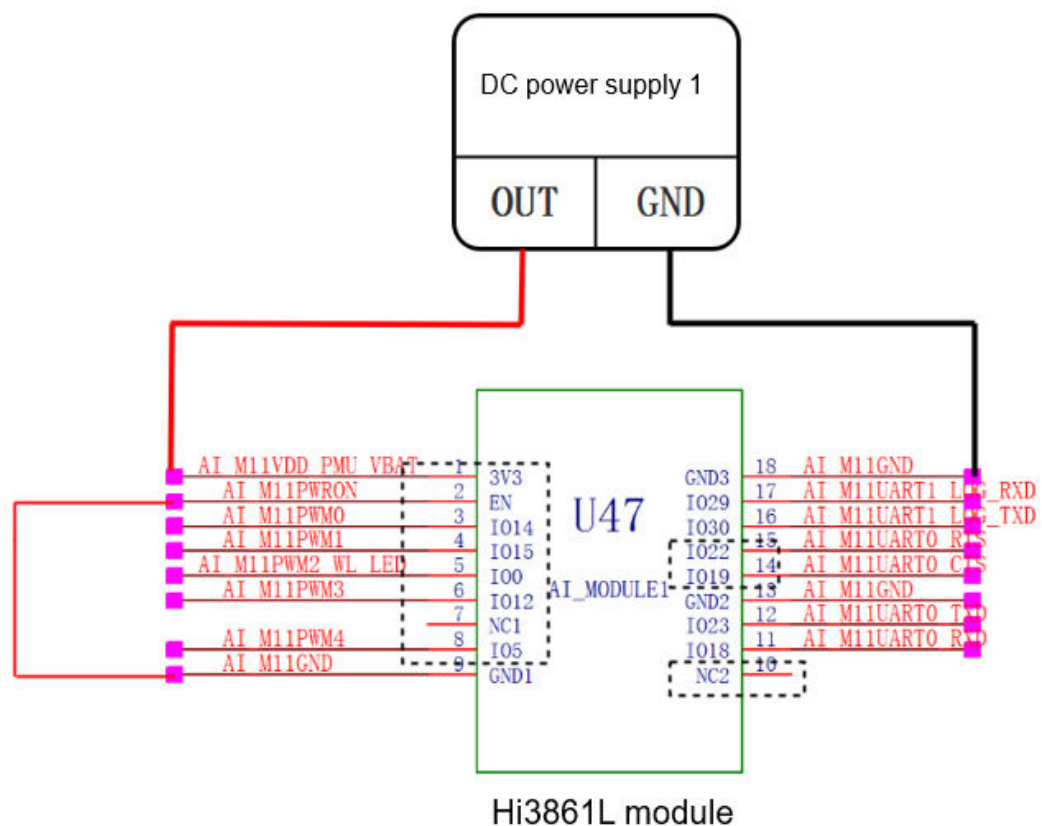 DC power supply 1
OUT GND
AI_M11VDD_PMU_VBAT 1 3V3
AI_M11PWRON 2 EN
AI_M11PWM0 3 IO14
AI_M11PWM1 4 IO15
AI_M11PWM2_WL_LED 5 IO0
AI_M11PWM3 6 IO12
7 NC1
AI_M11PWM4 8 IO5
AI_M11GND 9 GND1
U47
AI_MODULE1
GND3 18 AI_M11GND
IO29 17 AI_M11UART1_LOG_RXD
IO30 16 AI_M11UART1_LOG_TXD
IO22 15 AI_M11UART0_RTS
IO19 14 AI_M11UART0_CTS
GND2 13 AI_M11GND
IO23 12 AI_M11UART0_TXD
IO18 11 AI_M11UART0_RXD
NC2 10
Hi3861L module